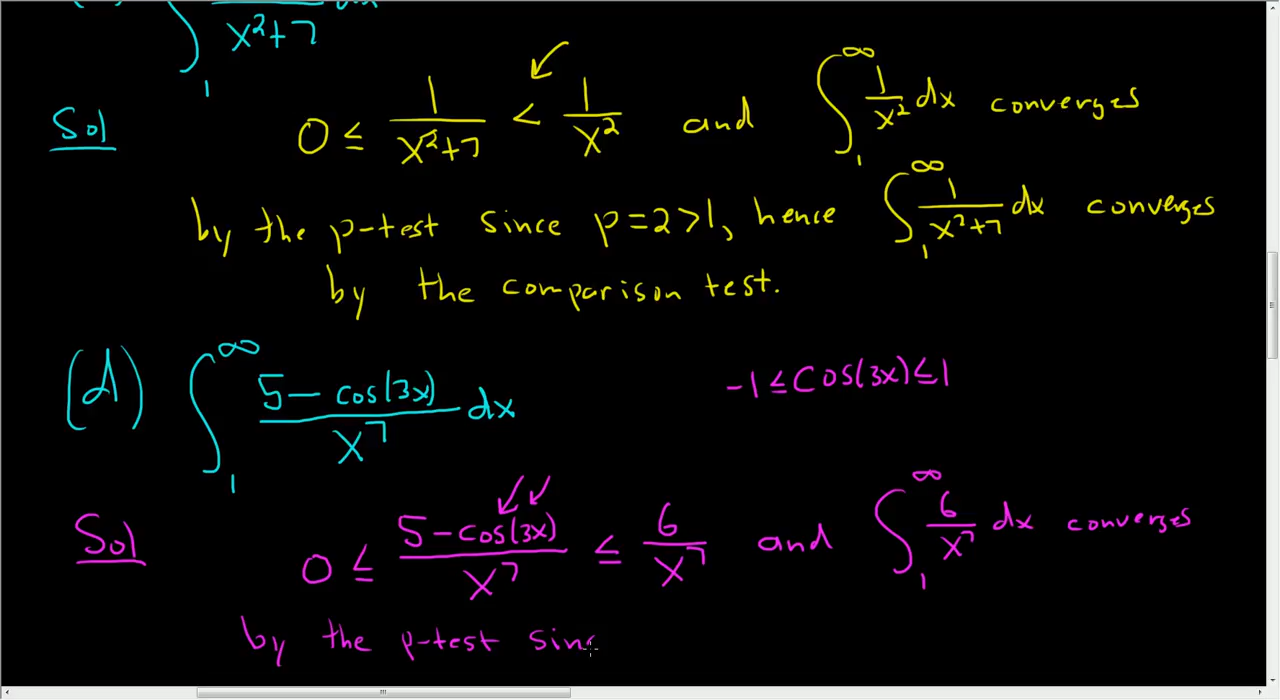 ∫₁ x²+7
Sol 0 ≤ 1/(x²+7) < 1/x² and ∫₁^∞ 1/x² dx converges
by the p-test since p=2>1, hence ∫₁^∞ 1/(x²+7) dx converges
by the comparison test.
(d) ∫₁^∞ (5-cos(3x))/x⁷ dx -1≤cos(3x)≤1
Sol 0 ≤ (5-cos(3x))/x⁷ ≤ 6/x⁷ and ∫₁^∞ 6/x⁷ dx converges
by the p-test sinc